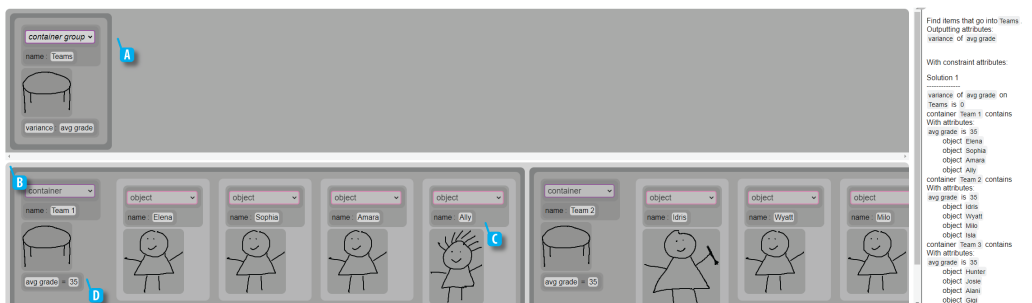 container group
name Teams
variance avg grade
A
B
container
name Team 1
avg grade = 35
D
object
name Elena
object
name Sophia
object
name Amara
object
name Ally
C
container
name Team 2
avg grade = 35
object
name Idris
object
name Wyatt
object
name Milo
Find items that go into Teams
Outputting attributes:
variance of avg grade
With constraint attributes:
Solution 1
---------------
variance of avg grade on
Teams is 0
container Team 1 contains
With attributes:
avg grade is 35
object Elena
object Sophia
object Amara
object Ally
container Team 2 contains
With attributes:
avg grade is 35
object Idris
object Wyatt
object Milo
object Isla
container Team 3 contains
With attributes:
avg grade is 35
object Hunter
object Josie
object Alani
object Gigi